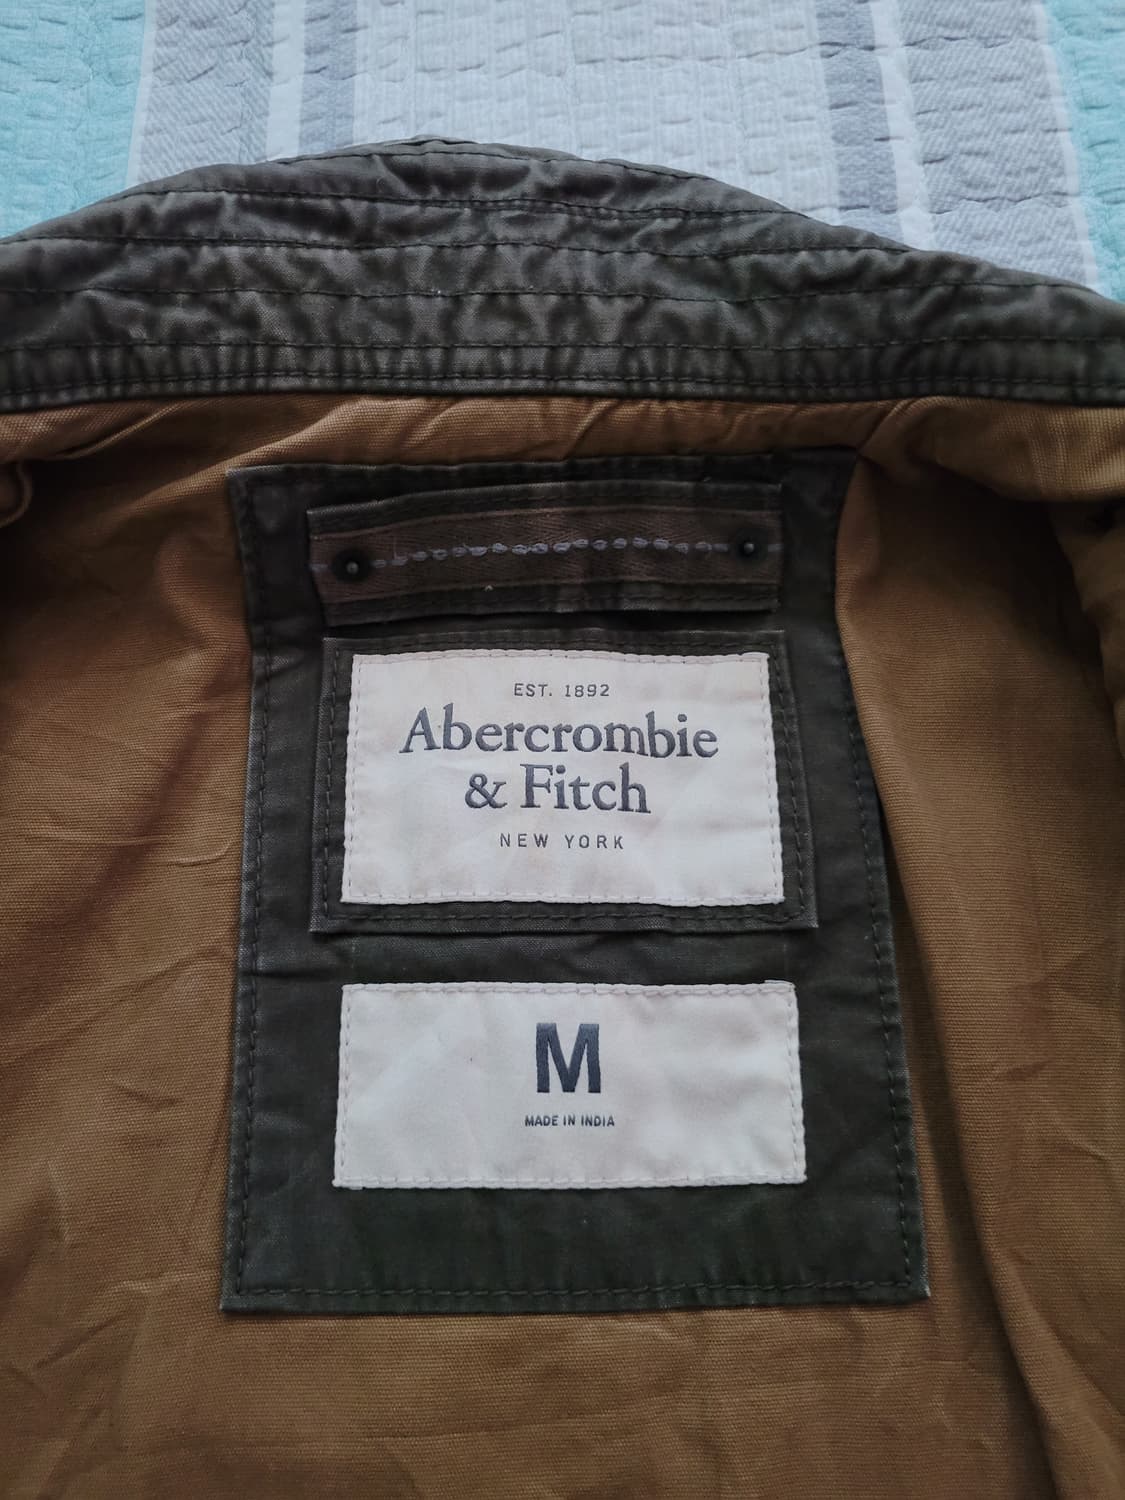 EST. 1892
Abercrombie
& Fitch
NEW YORK
M
MADE IN INDIA